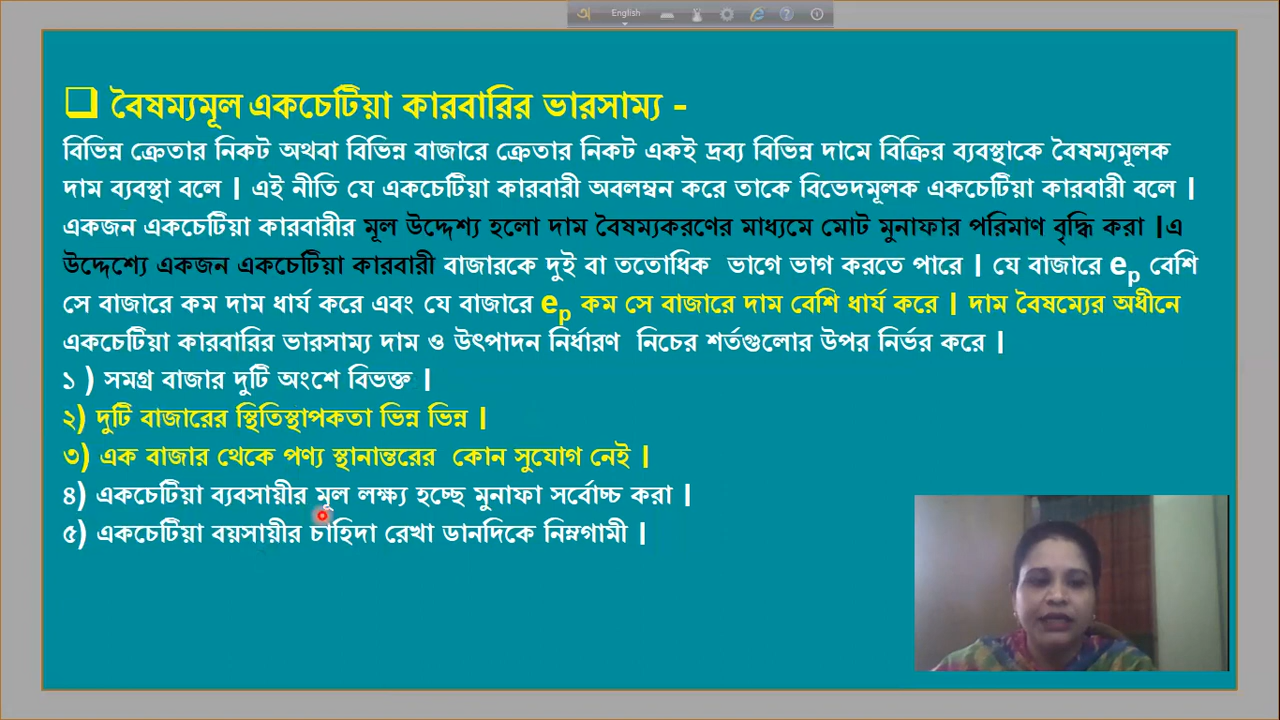 অ English
❑ বৈষম্যমূল একচেটিয়া কারবারির ভারসাম্য -
বিভিন্ন ক্রেতার নিকট অথবা বিভিন্ন বাজারে ক্রেতার নিকট একই দ্রব্য বিভিন্ন দামে বিক্রির ব্যবস্থাকে বৈষম্যমূলক
দাম ব্যবস্থা বলে | এই নীতি যে একচেটিয়া কারবারী অবলম্বন করে তাকে বিভেদমূলক একচেটিয়া কারবারী বলে |
একজন একচেটিয়া কারবারীর মূল উদ্দেশ্য হলো দাম বৈষম্যকরণের মাধ্যমে মোট মুনাফার পরিমাণ বৃদ্ধি করা |এ
উদ্দেশ্যে একজন একচেটিয়া কারবারী বাজারকে দুই বা ততোধিক ভাগে ভাগ করতে পারে | যে বাজারে eₚ বেশি
সে বাজারে কম দাম ধার্য করে এবং যে বাজারে eₚ কম সে বাজারে দাম বেশি ধার্য করে | দাম বৈষম্যের অধীনে
একচেটিয়া কারবারির ভারসাম্য দাম ও উৎপাদন নির্ধারণ নিচের শর্তগুলোর উপর নির্ভর করে |
১ ) সমগ্র বাজার দুটি অংশে বিভক্ত |
২) দুটি বাজারের স্থিতিস্থাপকতা ভিন্ন ভিন্ন |
৩) এক বাজার থেকে পণ্য স্থানান্তরের কোন সুযোগ নেই |
৪) একচেটিয়া ব্যবসায়ীর মূল লক্ষ্য হচ্ছে মুনাফা সর্বোচ্চ করা |
৫) একচেটিয়া বয়সায়ীর চাহিদা রেখা ডানদিকে নিম্নগামী |